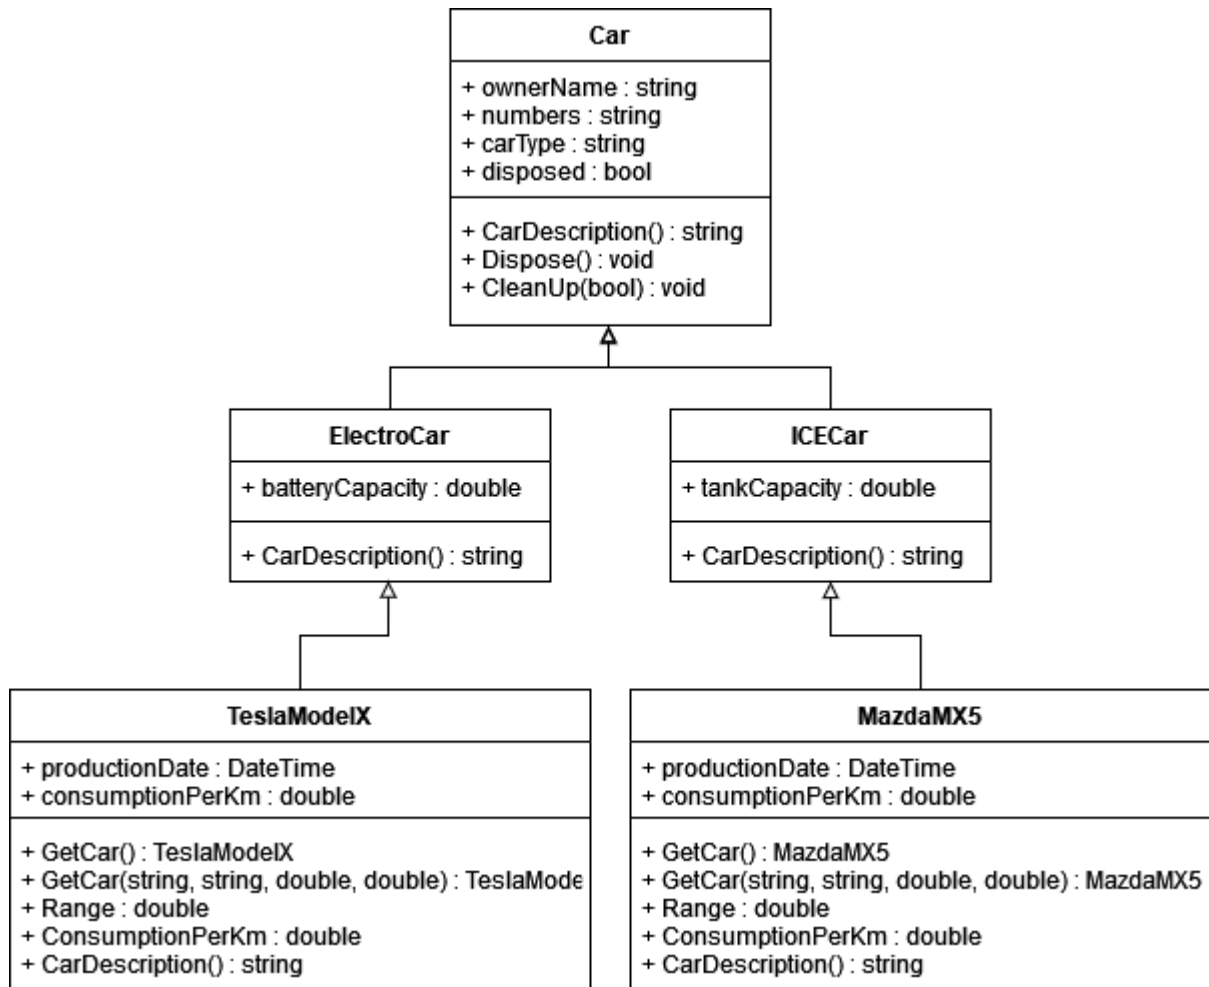 Car
+ ownerName : string
+ numbers : string
+ carType : string
+ disposed : bool
+ CarDescription() : string
+ Dispose() : void
+ CleanUp(bool) : void
ElectroCar
+ batteryCapacity : double
+ CarDescription() : string
ICECar
+ tankCapacity : double
+ CarDescription() : string
TeslaModelX
+ productionDate : DateTime
+ consumptionPerKm : double
+ GetCar() : TeslaModelX
+ GetCar(string, string, double, double) : TeslaMode
+ Range : double
+ ConsumptionPerKm : double
+ CarDescription() : string
MazdaMX5
+ productionDate : DateTime
+ consumptionPerKm : double
+ GetCar() : MazdaMX5
+ GetCar(string, string, double, double) : MazdaMX5
+ Range : double
+ ConsumptionPerKm : double
+ CarDescription() : string